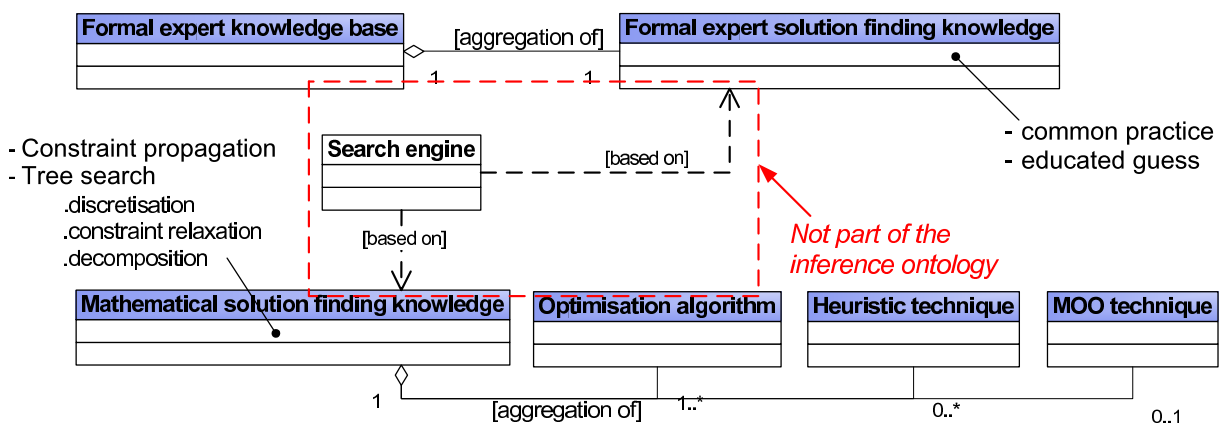 Formal expert knowledge base
[aggregation of]
Formal expert solution finding knowledge
1
1
- common practice
- educated guess
- Constraint propagation
- Tree search
.discretisation
.constraint relaxation
.decomposition
Search engine
[based on]
[based on]
Not part of the
inference ontology
Mathematical solution finding knowledge
Optimisation algorithm
Heuristic technique
MOO technique
1
[aggregation of]
1..*
0..*
0..1